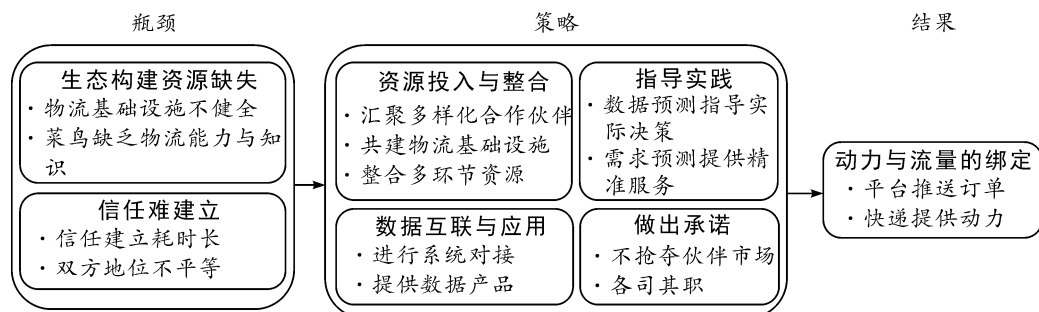 瓶颈
策略
结果
生态构建资源缺失
· 物流基础设施不健全
· 菜鸟缺乏物流能力与知
识
信任难建立
· 信任建立耗时长
· 双方地位不平等
资源投入与整合
· 汇聚多样化合作伙伴
· 共建物流基础设施
· 整合多环节资源
指导实践
· 数据预测指导实
际决策
· 需求预测提供精
准服务
数据互联与应用
· 进行系统对接
· 提供数据产品
做出承诺
· 不抢夺伙伴市场
· 各司其职
动力与流量的绑定
· 平台推送订单
· 快递提供动力